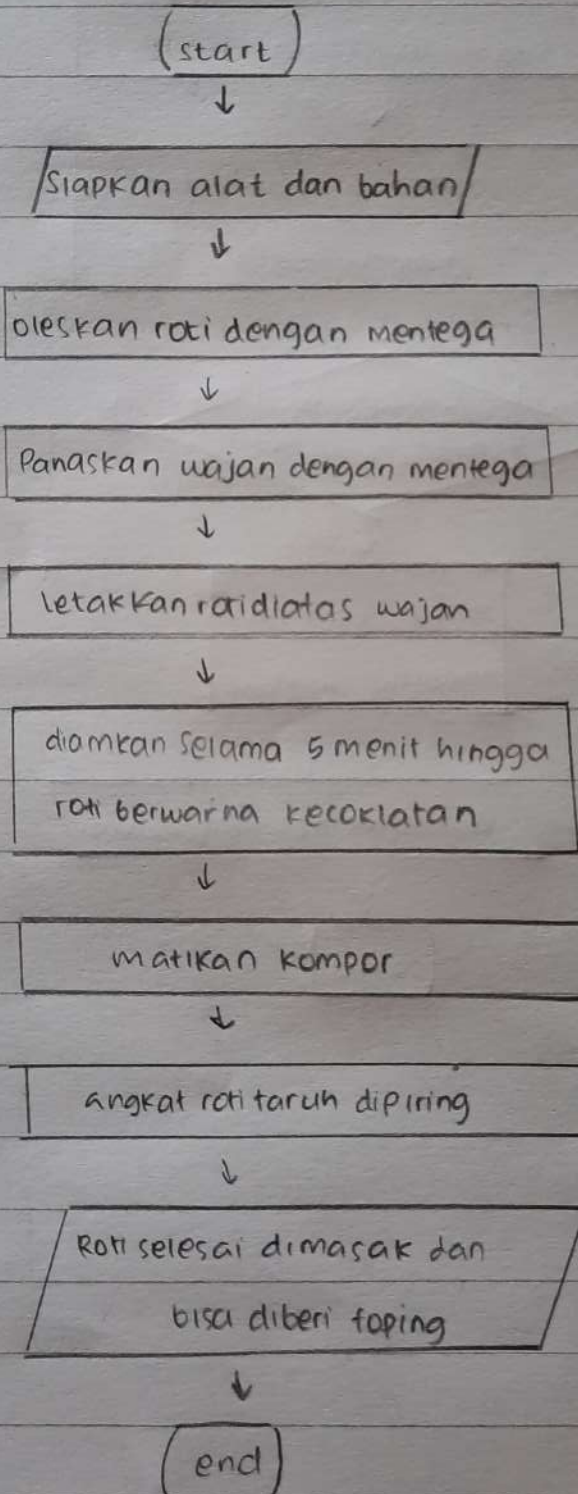 start
siapkan alat dan bahan
oleskan roti dengan mentega
Panaskan wajan dengan mentega
letakkan roti diatas wajan
diamkan selama 5 menit hingga
roti berwarna kecoklatan
matikan kompor
angkat roti taruh dipiring
Roti selesai dimasak dan
bisa diberi toping
end